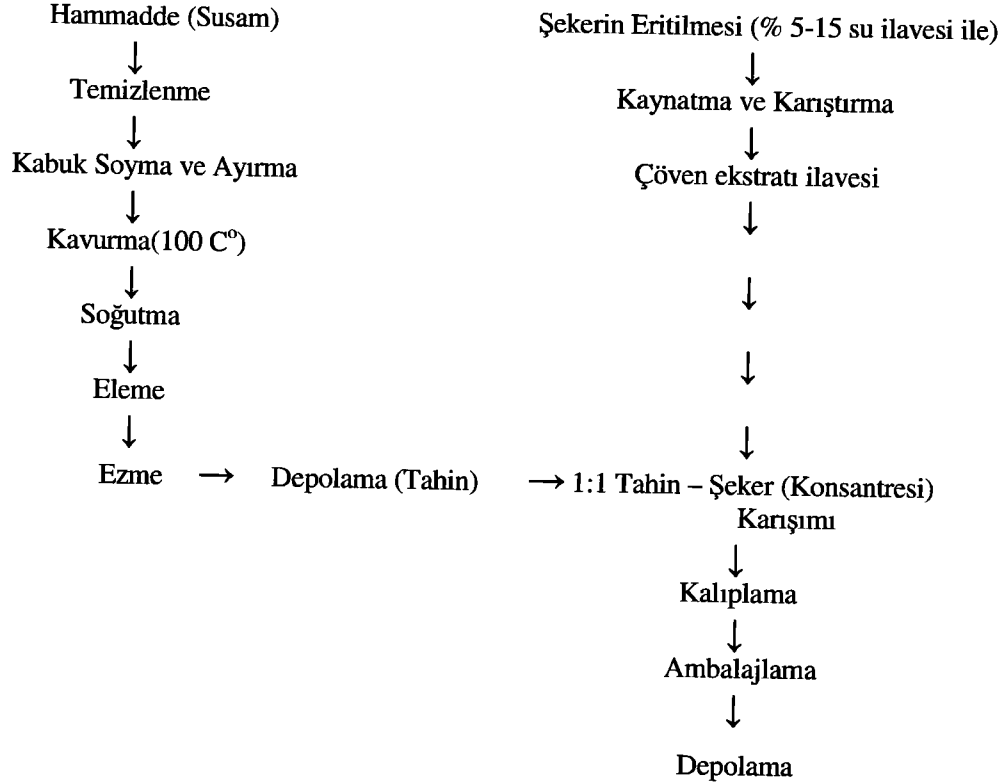 Hammadde (Susam)
↓
Temizlenme
↓
Kabuk Soyma ve Ayırma
↓
Kavurma(100 Cº)
↓
Soğutma
↓
Eleme
↓
Ezme → Depolama (Tahin) → 1:1 Tahin – Şeker (Konsantresi)
Karışımı
Şekerin Eritilmesi (% 5-15 su ilavesi ile)
↓
Kaynatma ve Karıştırma
↓
Çöven ekstratı ilavesi
↓
↓
↓
↓
↓
Kalıplama
↓
Ambalajlama
↓
Depolama